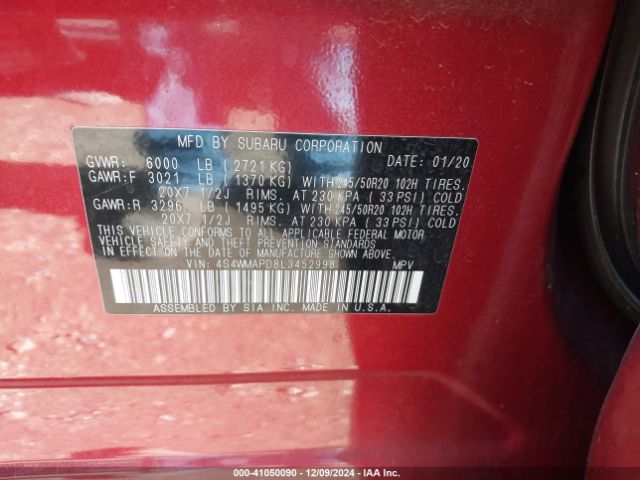 MFD BY SUBARU CORPORATION
GVWR: 6000 LB (2721 KG) DATE: 01/20
GAWR:F 3021 LB (1370 KG) WITH 245/50R20 102H TIRES.
20X7 1/2J RIMS. AT 230 KPA (33 PSI) COLD
GAWR:R 3296 LB (1495 KG) WITH 245/50R20 102H TIRES.
20X7 1/2J RIMS. AT 230 KPA (33 PSI) COLD
THIS VEHICLE CONFORMS TO ALL APPLICABLE FEDERAL MOTOR
VEHICLE SAFETY AND THEFT PREVENTION STANDARDS
IN EFFECT ON THE DATE OF MANUFACTURE SHOWN ABOVE.
VIN: 4S4WMAPD8L3452998 MPV
ASSEMBLED BY SIA INC. MADE IN U.S.A.
000-41050090 - 12/09/2024 - IAA Inc.